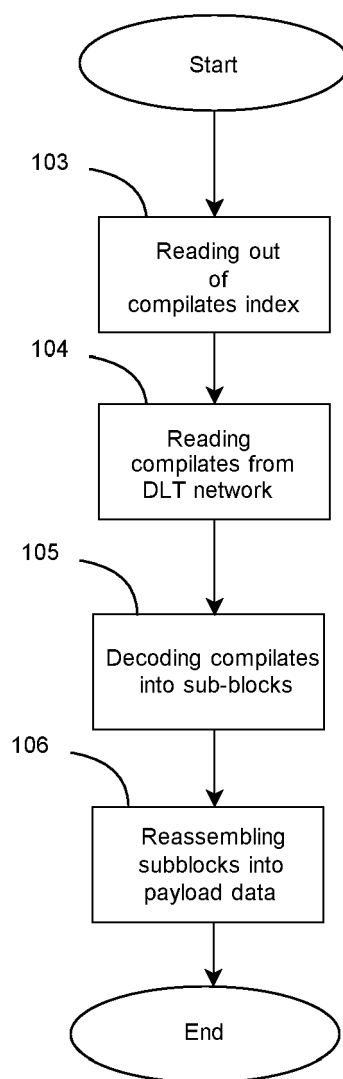 Start
103
Reading out
of
compilates index
104
Reading
compilates from
DLT network
105
Decoding compilates
into sub-blocks
106
Reassembling
subblocks into
payload data
End